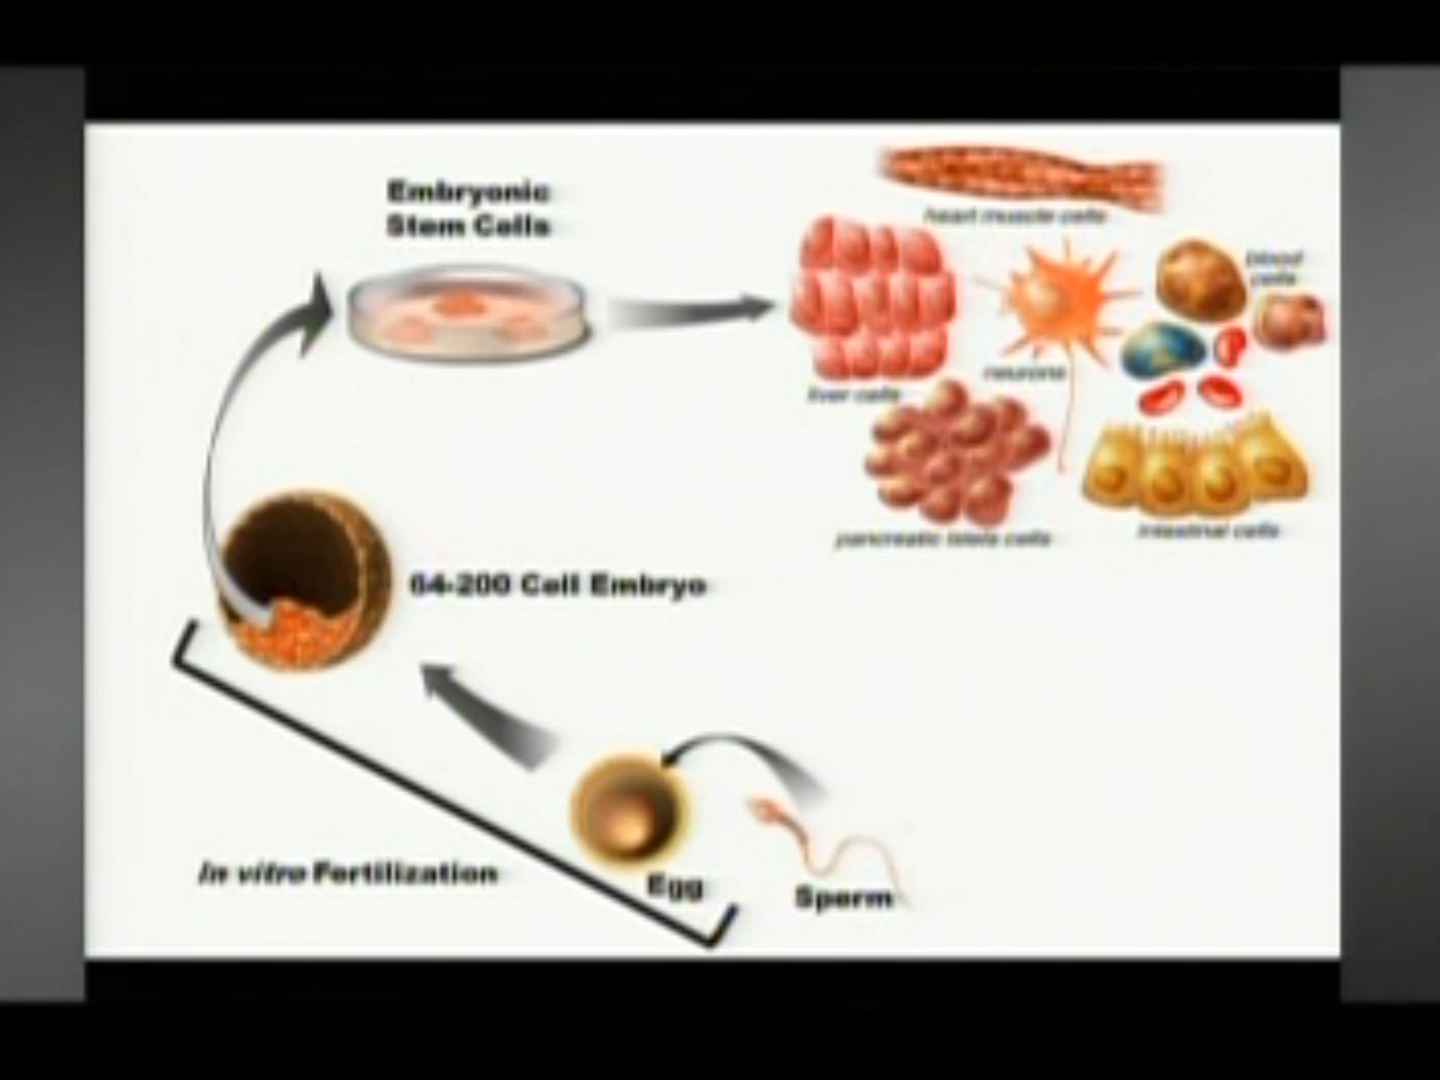 Embryonic
Stem Cells
heart muscle cells
blood
cells
neurons
liver cells
pancreatic islets cells
intestinal cells
64-200 Cell Embryo
In vitro Fertilization
Egg
Sperm